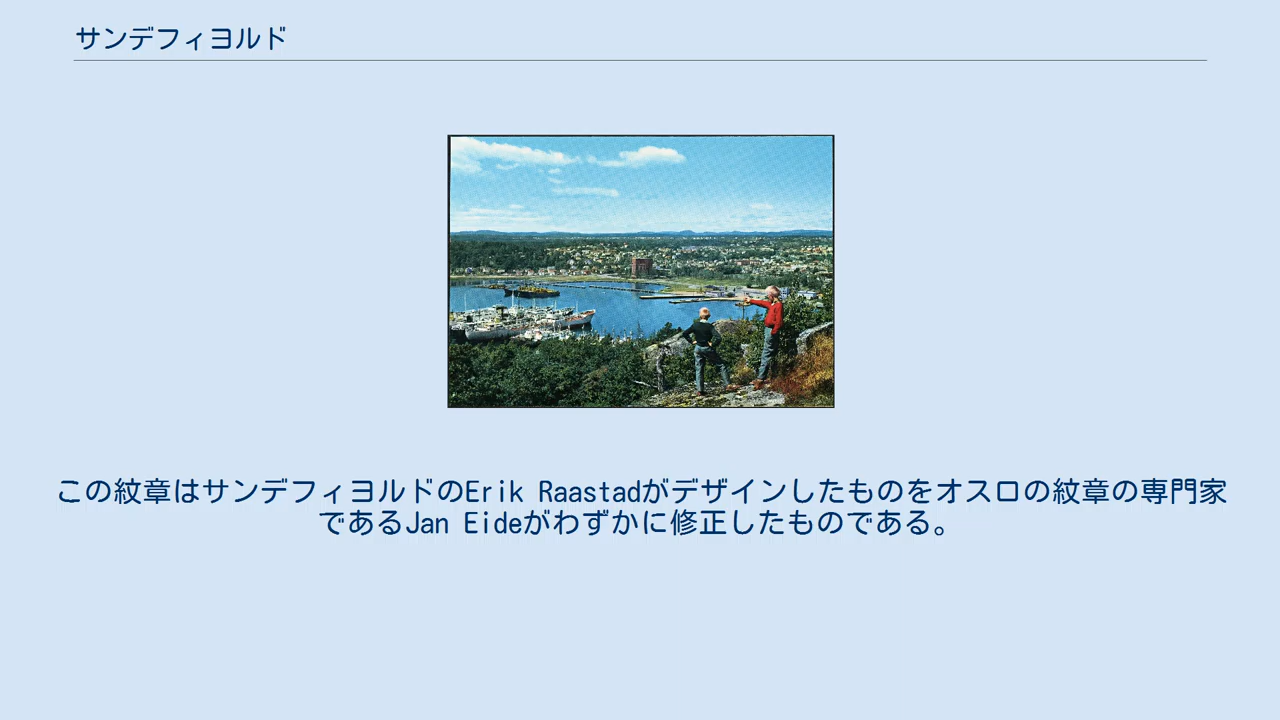 サンデフィヨルド
この紋章はサンデフィヨルドのErik Raastadがデザインしたものをオスロの紋章の専門家
であるJan Eideがわずかに修正したものである。